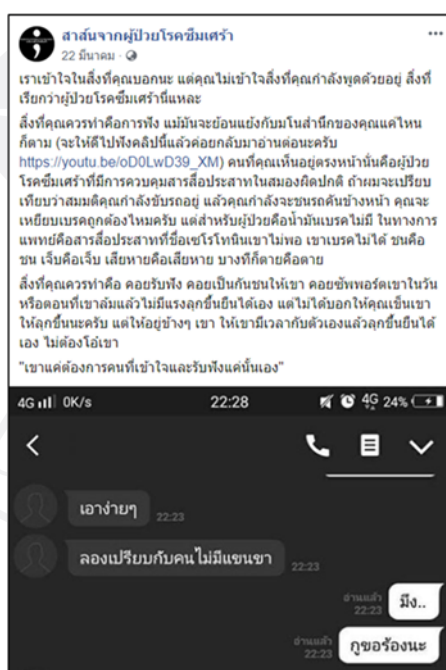 สาส์นจากผู้ป่วยโรคซึมเศร้า
22 มีนาคม ·
เราเข้าใจในสิ่งที่คุณบอกนะ แต่คุณไม่เข้าใจสิ่งที่คุณกำลังพูดด้วยอยู่ สิ่งที่
เรียกว่าผู้ป่วยโรคซึมเศร้านี่แหละ
สิ่งที่คุณควรทำคือการฟัง แม้มันจะย้อนแย้งกับมโนสำนึกของคุณแค่ไหน
ก็ตาม (จะให้ดีไปฟังคลิปนี้แล้วค่อยกลับมาอ่านต่อนะครับ
https://youtu.be/oD0LwD39_XM) คนที่คุณเห็นอยู่ตรงหน้านั่นคือผู้ป่วย
โรคซึมเศร้าที่มีการควบคุมสารสื่อประสาทในสมองผิดปกติ ถ้าผมจะเปรียบ
เทียบว่าสมมติคุณกำลังขับรถอยู่ แล้วคุณกำลังจะชนรถคันข้างหน้า คุณจะ
เหยียบเบรคถูกต้องไหมครับ แต่สำหรับผู้ป่วยคือน้ำมันเบรคไม่มี ในทางการ
แพทย์คือสารสื่อประสาทที่ชื่อเซโรโทนินเขาไม่พอ เขาเบรคไม่ได้ ชนคือ
ชน เจ็บคือเจ็บ เสียหายคือเสียหาย บางทีก็ตายคือตาย
สิ่งที่คุณควรทำคือ คอยรับฟัง คอยเป็นกันชนให้เขา คอยซัพพอร์ตเขาในวัน
หรือตอนที่เขาล้มแล้วไม่มีแรงลุกขึ้นยืนได้เอง แต่ไม่ได้บอกให้คุณเข็นเขา
ให้ลุกขึ้นนะครับ แต่ให้อยู่ข้างๆ เขา ให้เขามีเวลากับตัวเองแล้วลุกขึ้นยืนได้
เอง ไม่ต้องโอ๋เขา
"เขาแค่ต้องการคนที่เข้าใจและรับฟังแค่นั้นเอง"
4G 0K/s 22:28 4G 24%
เอาง่ายๆ 22:23
ลองเปรียบกับคนไม่มีแขนขา 22:23
อ่านแล้ว 22:23 มึง..
อ่านแล้ว 22:23 กูขอร้องนะ